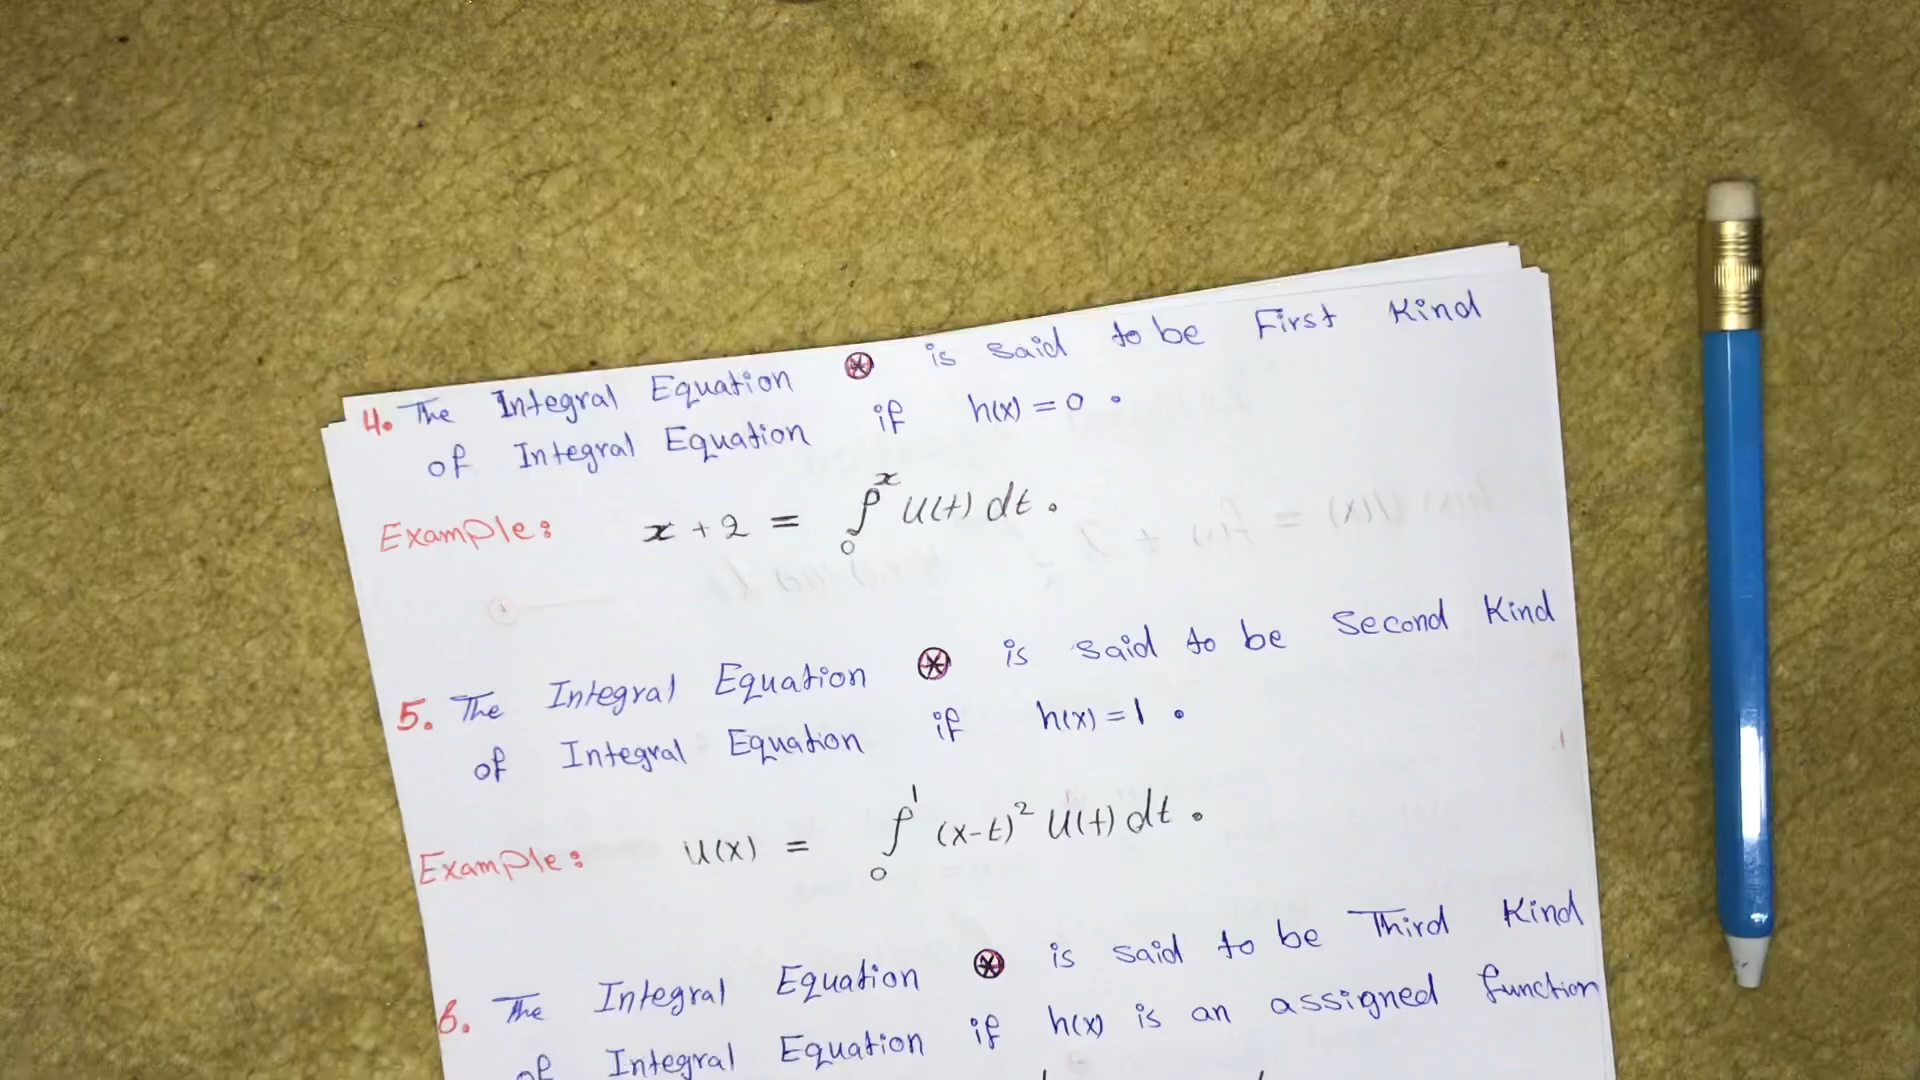 4. The Integral Equation ⊛ is said to be First Kind
of Integral Equation if h(x) = 0 .
Example: x + 2 = ∫₀ˣ u(t) dt .
5. The Integral Equation ⊛ is said to be Second Kind
of Integral Equation if h(x) = 1 .
Example: u(x) = ∫₀¹ (x-t)² u(t) dt .
6. The Integral Equation ⊛ is said to be Third Kind
of Integral Equation if h(x) is an assigned function